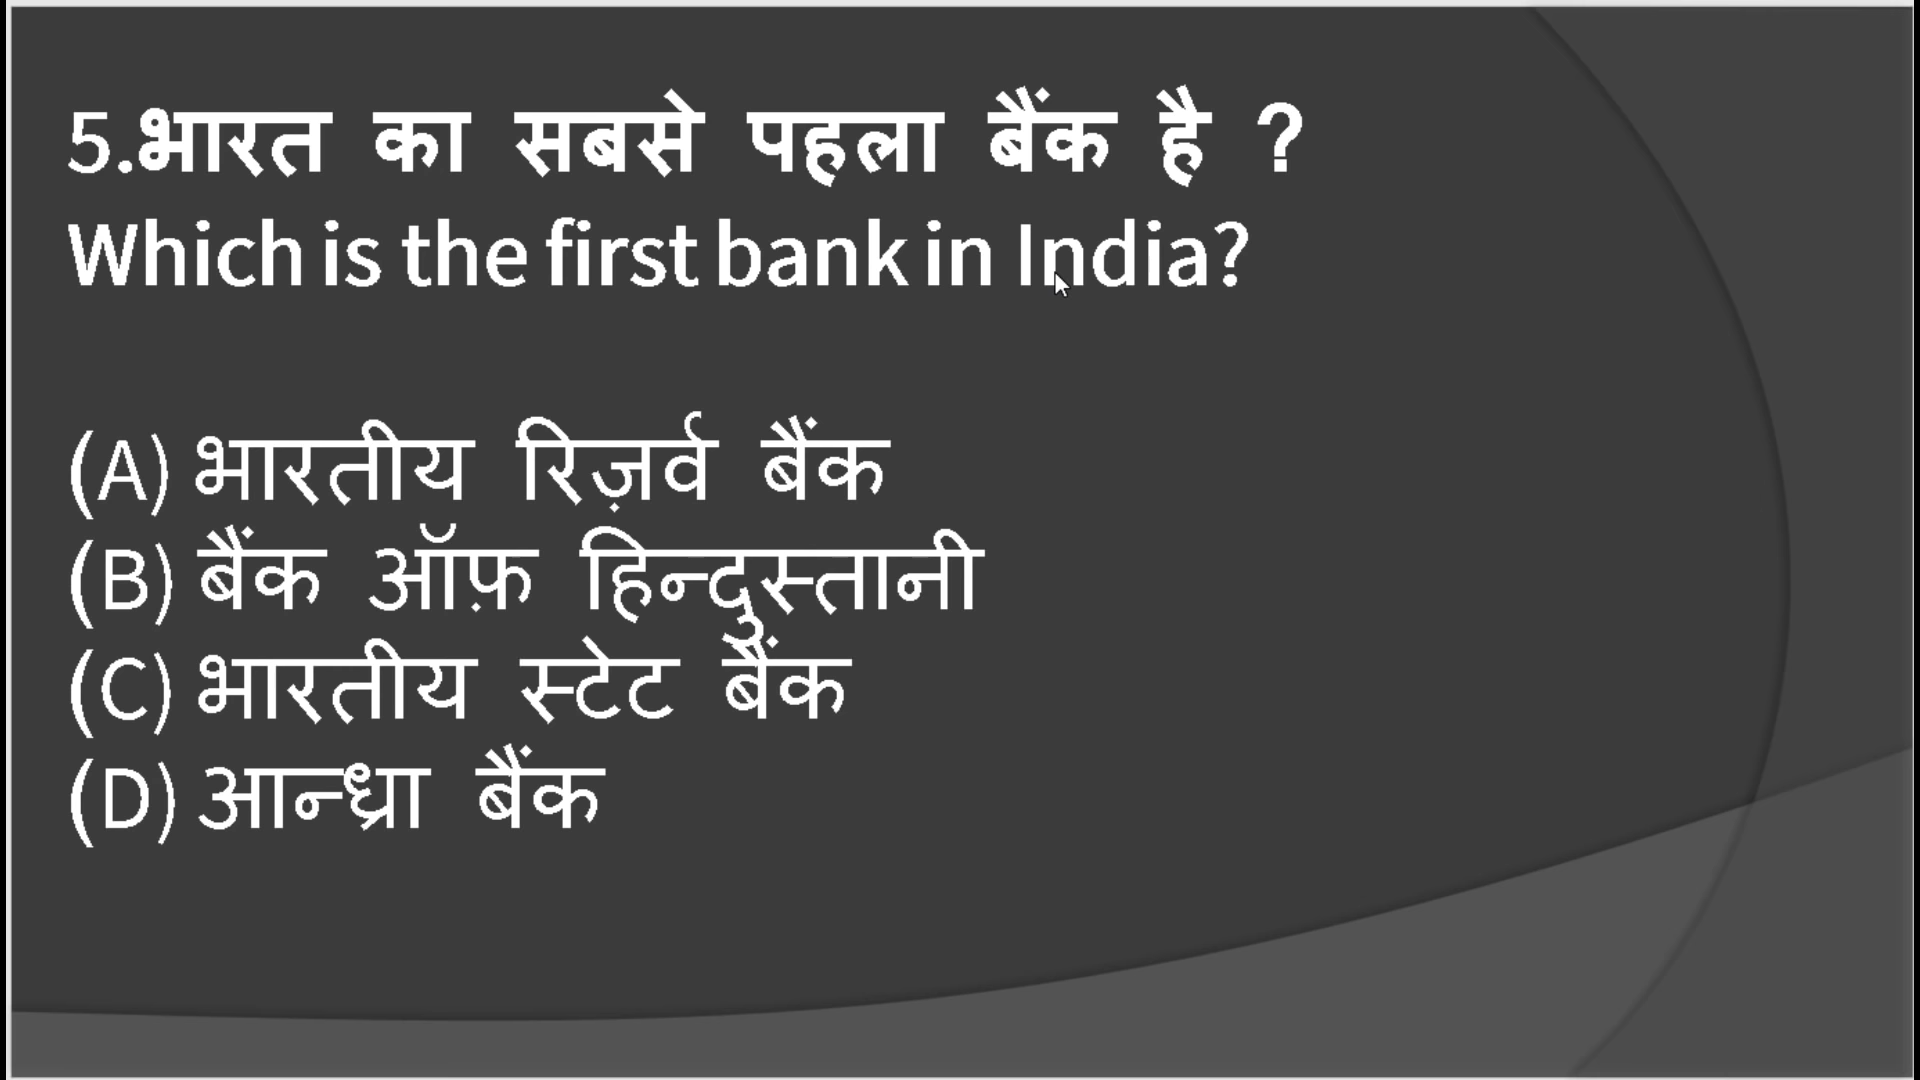 5.भारत का सबसे पहला बैंक है ?
Which is the first bank in India?
(A) भारतीय रिज़र्व बैंक
(B) बैंक ऑफ़ हिन्दुस्तानी
(C) भारतीय स्टेट बैंक
(D) आन्ध्रा बैंक